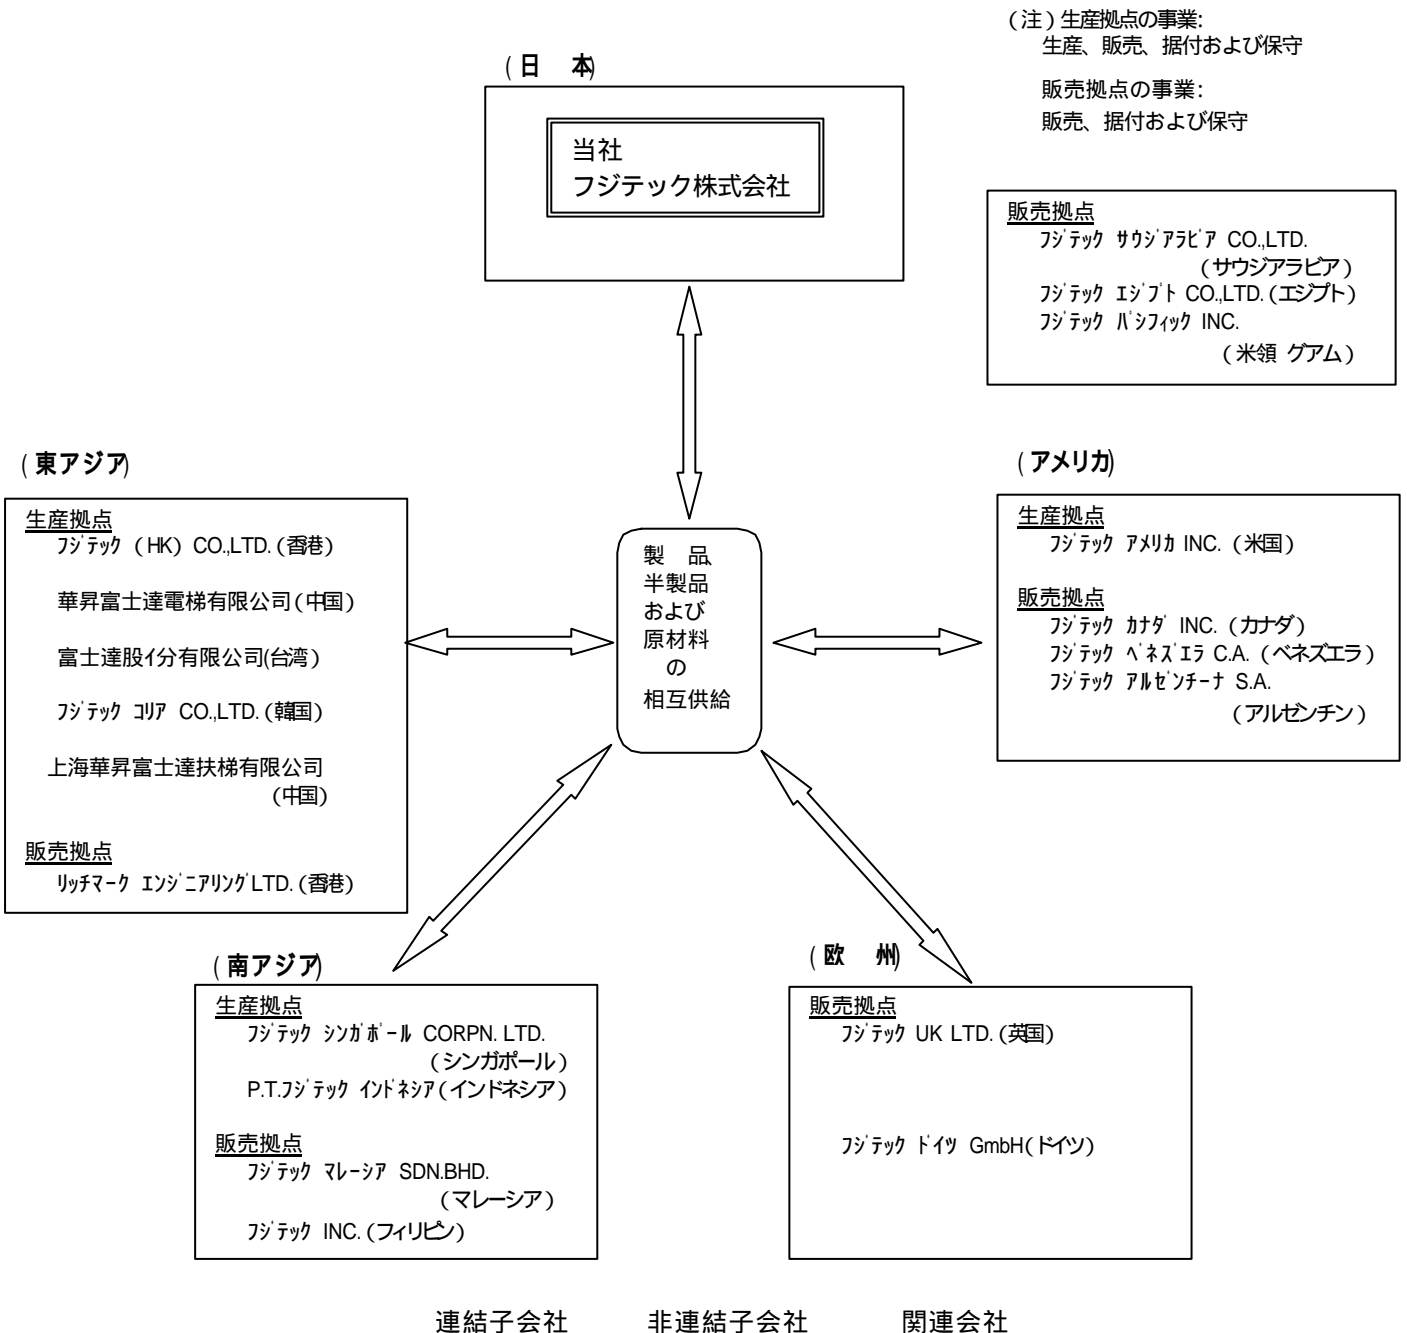 (注)生産拠点の事業:
生産、販売、据付および保守
販売拠点の事業:
販売、据付および保守
(日 本)
当社
フジテック株式会社
販売拠点
フジテック サウジアラビア CO.,LTD.
(サウジアラビア)
フジテック エジプト CO.,LTD.(エジプト)
フジテック パシフィック INC.
(米領 グアム)
(東アジア)
生産拠点
フジテック (HK) CO.,LTD.(香港)
華昇富士達電梯有限公司(中国)
富士達股イ分有限公司(台湾)
フジテック コリア CO.,LTD.(韓国)
上海華昇富士達扶梯有限公司
(中国)
販売拠点
リッチマーク エンジニアリング LTD.(香港)
製 品、
半製品
および
原材料
の
相互供給
(アメリカ)
生産拠点
フジテック アメリカ INC. (米国)
販売拠点
フジテック カナダ INC. (カナダ)
フジテック ベネズエラ C.A. (ベネズエラ)
フジテック アルゼンチーナ S.A.
(アルゼンチン)
(南アジア)
生産拠点
フジテック シンガポール CORPN. LTD.
(シンガポール)
P.T.フジテック インドネシア(インドネシア)
販売拠点
フジテック マレーシア SDN.BHD.
(マレーシア)
フジテック INC.(フィリピン)
(欧 州)
販売拠点
フジテック UK LTD.(英国)
フジテック ドイツ GmbH(ドイツ)
連結子会社 非連結子会社 関連会社